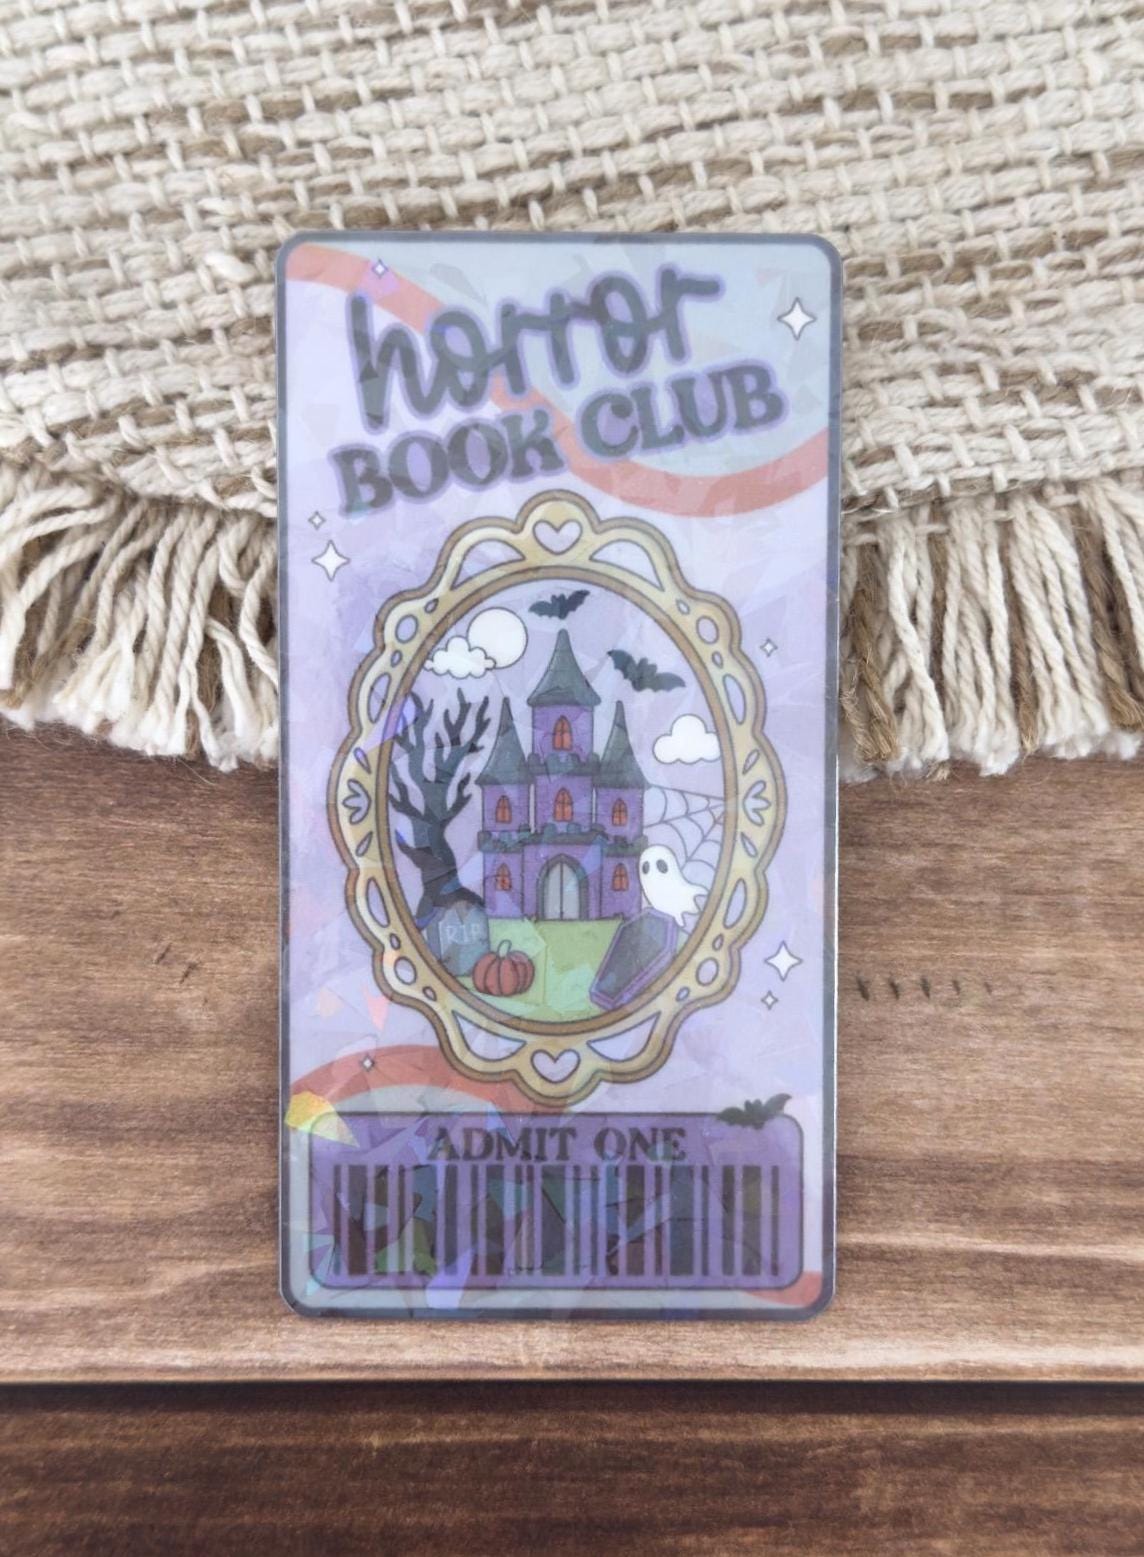 horror
BOOK CLUB
RIP
ADMIT ONE